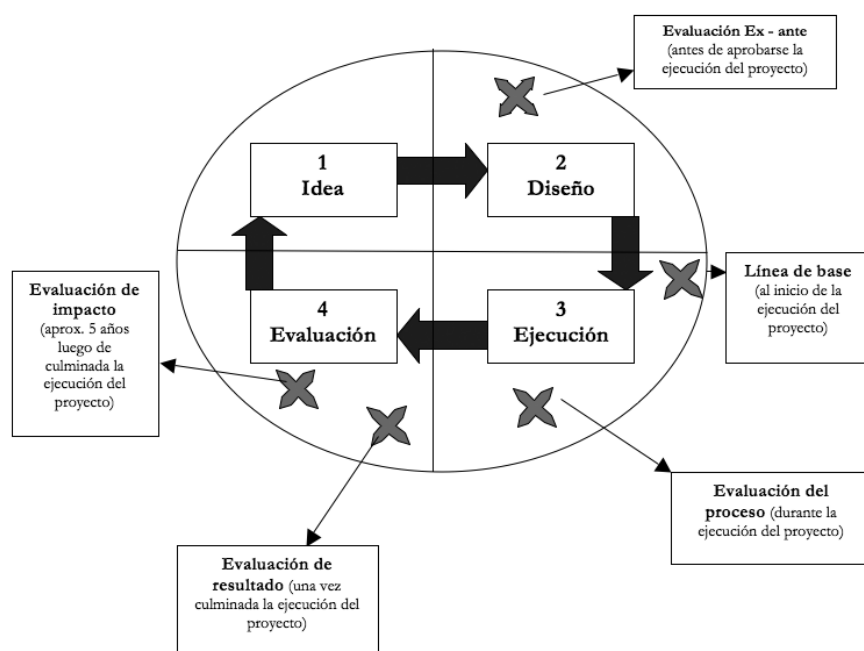 Evaluación Ex - ante
(antes de aprobarse la
ejecución del proyecto)
1
Idea
2
Diseño
Línea de base
(al inicio de la
ejecución del
proyecto)
Evaluación de
impacto
(aprox. 5 años
luego de
culminada la
ejecución del
proyecto)
4
Evaluación
3
Ejecución
Evaluación del
proceso (durante la
ejecución del proyecto)
Evaluación de
resultado (una vez
culminada la ejecución del
proyecto)